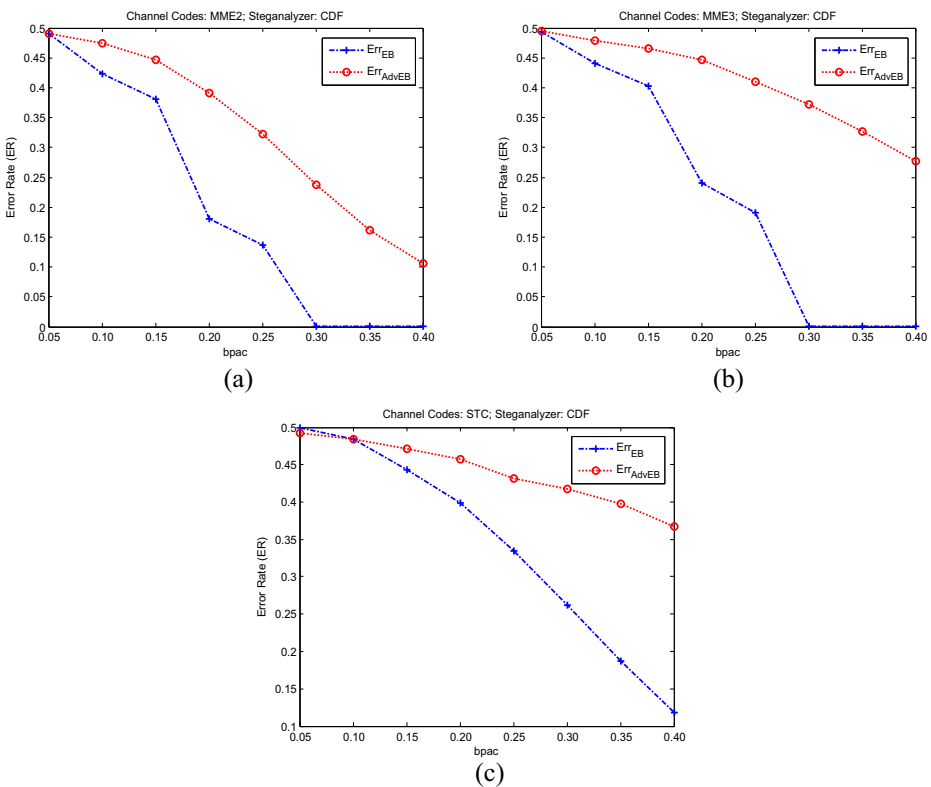 Channel Codes: MME2; Steganalyzer: CDF
0.5
0.45
0.4
0.35
0.3
0.25
0.2
0.15
0.1
0.05
0
Error Rate (ER)
Err_EB
Err_AdvEB
0.05 0.10 0.15 0.20 0.25 0.30 0.35 0.40
bpac
(a)
Channel Codes: MME3; Steganalyzer: CDF
0.5
0.45
0.4
0.35
0.3
0.25
0.2
0.15
0.1
0.05
0
Error Rate (ER)
Err_EB
Err_AdvEB
0.05 0.10 0.15 0.20 0.25 0.30 0.35 0.40
bpac
(b)
Channel Codes: STC; Steganalyzer: CDF
0.5
0.45
0.4
0.35
0.3
0.25
0.2
0.15
0.1
Error Rate (ER)
Err_EB
Err_AdvEB
0.05 0.10 0.15 0.20 0.25 0.30 0.35 0.40
bpac
(c)